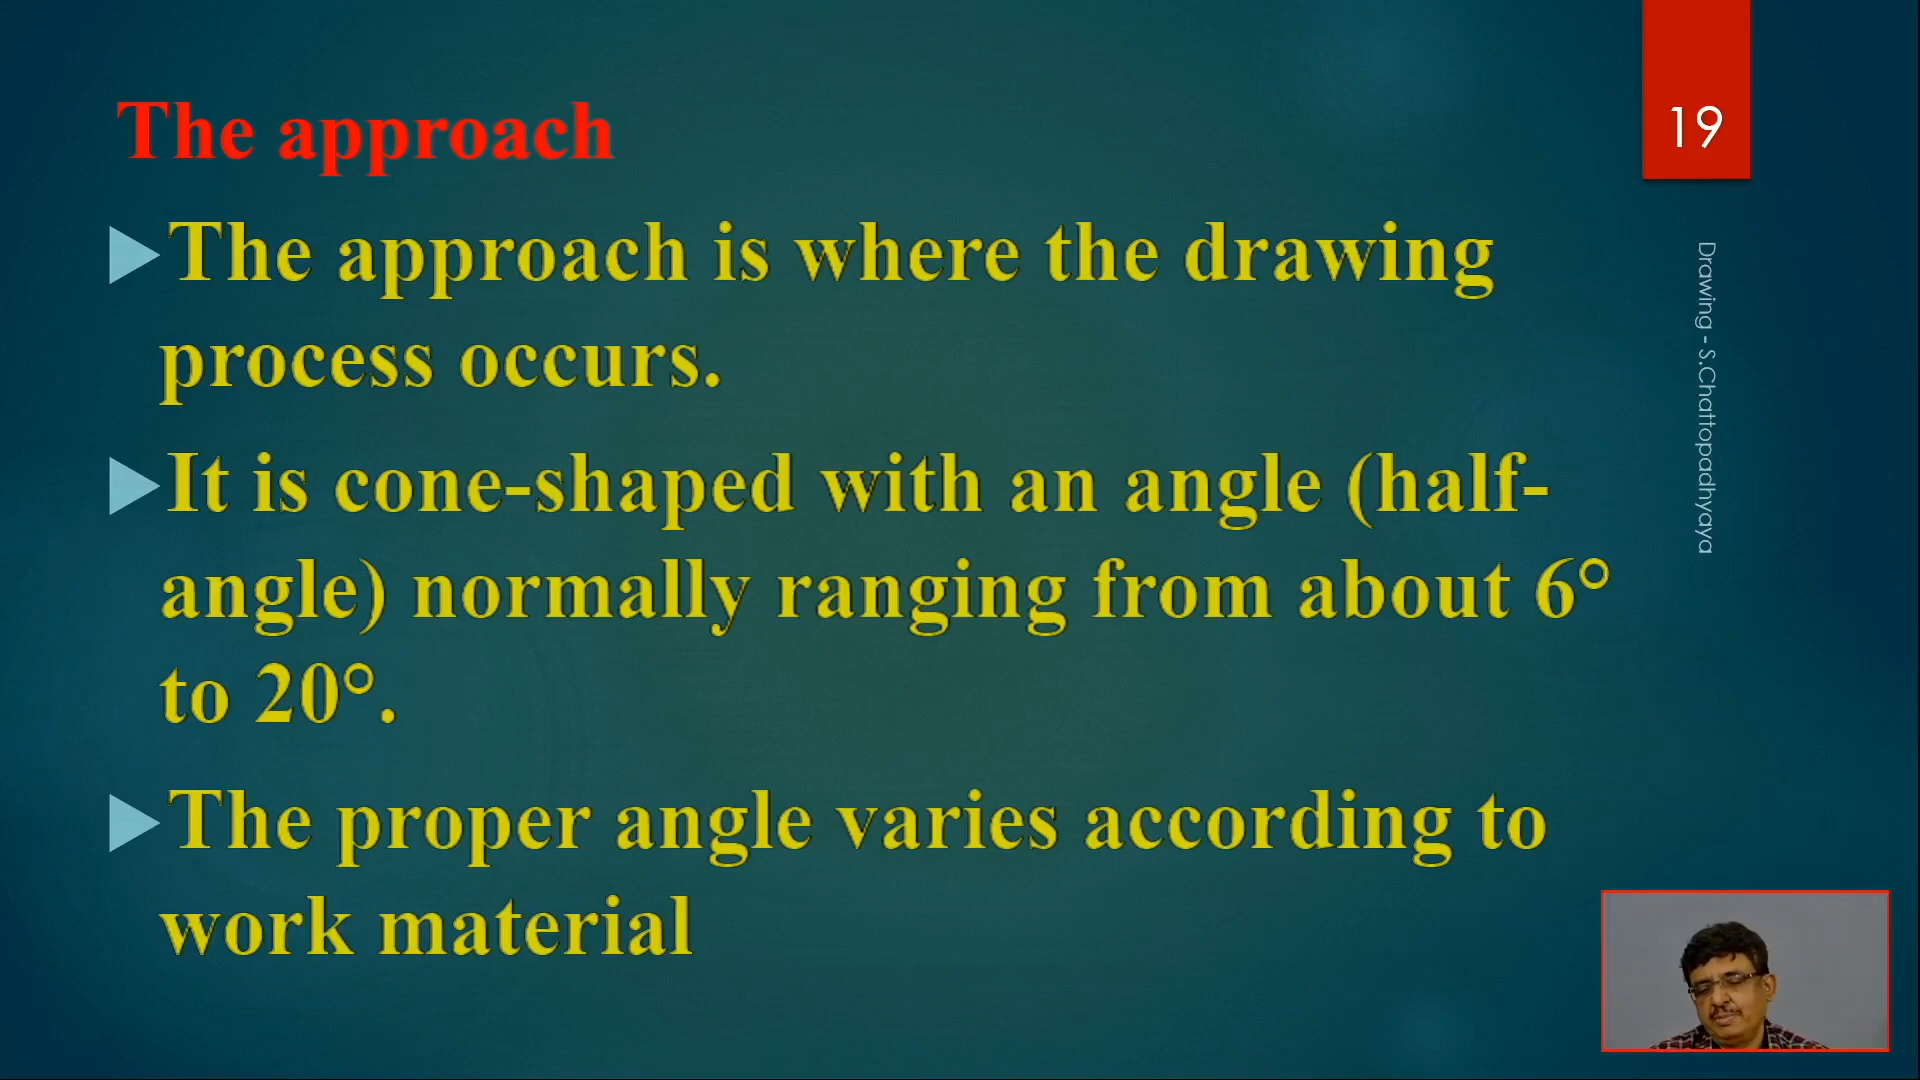 The approach
The approach is where the drawing
process occurs.
It is cone-shaped with an angle (half-
angle) normally ranging from about 6°
to 20°.
The proper angle varies according to
work material
19
Drawing - S.Chattopadhyaya